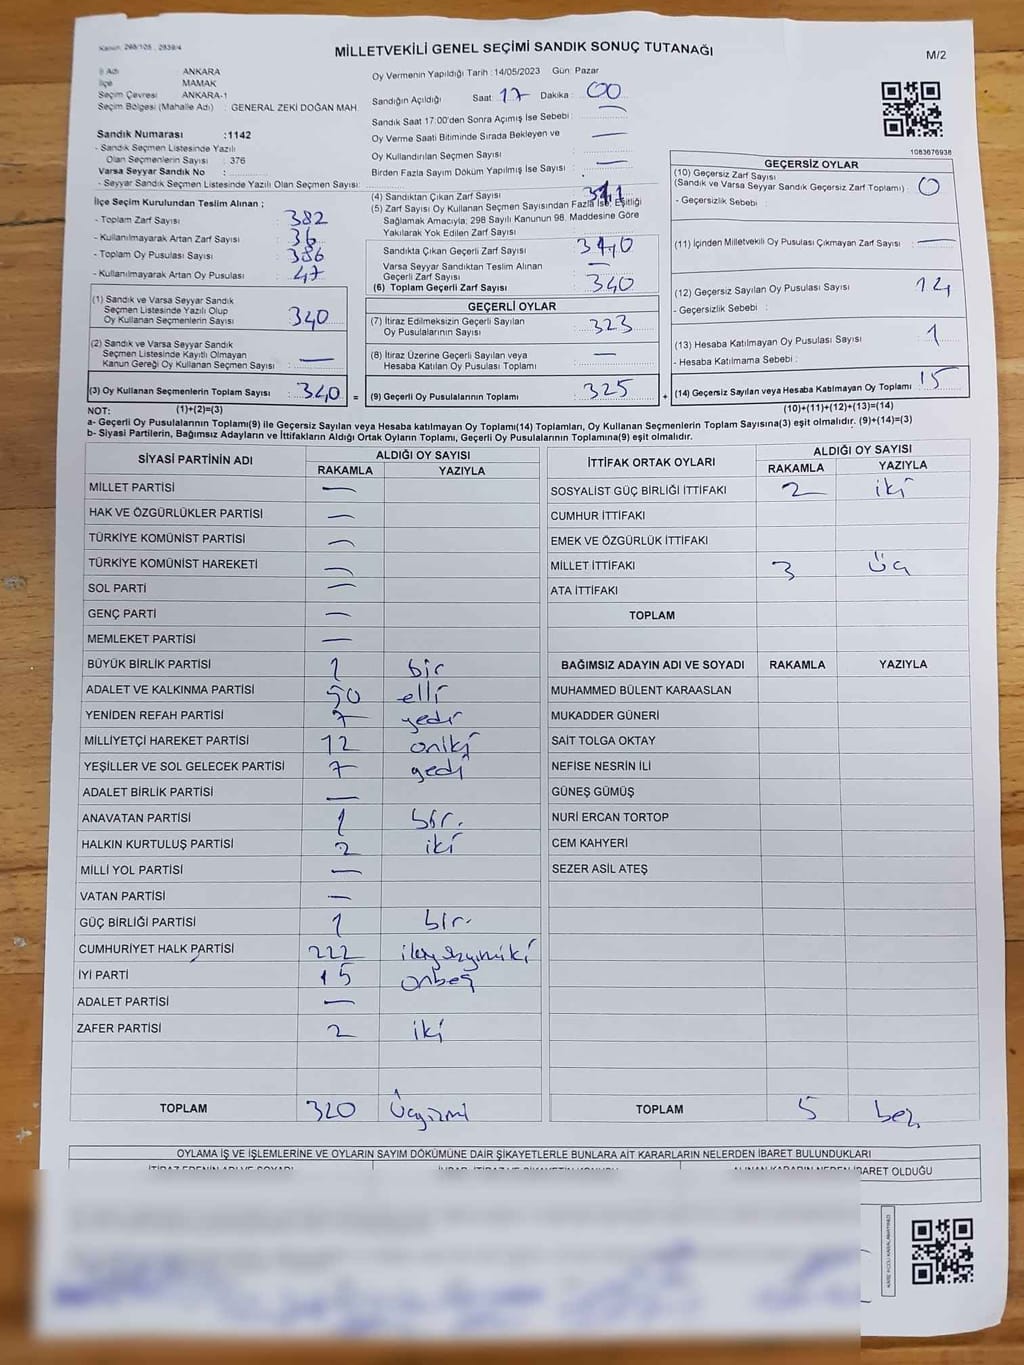 Kanun: 298/105 , 2839/4
MİLLETVEKİLİ GENEL SEÇİMİ SANDIK SONUÇ TUTANAĞI
M/2
İl Adı ANKARA
İlçe MAMAK
Seçim Çevresi ANKARA-1
Seçim Bölgesi (Mahalle Adı) : GENERAL ZEKİ DOĞAN MAH.
Sandık Numarası :1142
- Sandık Seçmen Listesinde Yazılı
Olan Seçmenlerin Sayısı : 376
Varsa Seyyar Sandık No :
- Seyyar Sandık Seçmen Listesinde Yazılı Olan Seçmen Sayısı:
Oy Vermenin Yapıldığı Tarih :14/05/2023 Gün: Pazar
Sandığın Açıldığı Saat: 17 Dakika : 00
Sandık Saat 17:00'den Sonra Açımış İse Sebebi : —
Oy Verme Saati Bitiminde Sırada Bekleyen ve
Oy Kullandırılan Seçmen Sayısı : —
Birden Fazla Sayım Döküm Yapılmış İse Sayısı : —
1083676938
İlçe Seçim Kurulundan Teslim Alınan ;
- Toplam Zarf Sayısı : 382
- Kullanılmayarak Artan Zarf Sayısı : 36
- Toplam Oy Pusulası Sayısı : 386
- Kullanılmayarak Artan Oy Pusulası : 47
(1) Sandık ve Varsa Seyyar Sandık
Seçmen Listesinde Yazılı Olup
Oy Kullanan Seçmenlerin Sayısı : 340
(2) Sandık ve Varsa Seyyar Sandık
Seçmen Listesinde Kayıtlı Olmayan
Kanun Gereği Oy Kullanan Seçmen Sayısı : —
(3) Oy Kullanan Seçmenlerin Toplam Sayısı : 340 =
(4) Sandıktan Çıkan Zarf Sayısı : 341
(5) Zarf Sayısı Oy Kullanan Seçmen Sayısından Fazla İse, Eşitliği
Sağlamak Amacıyla; 298 Sayılı Kanunun 98. Maddesine Göre
Yakılarak Yok Edilen Zarf Sayısı :
Sandıkta Çıkan Geçerli Zarf Sayısı : 340
Varsa Seyyar Sandıktan Teslim Alınan
Geçerli Zarf Sayısı : —
(6) Toplam Geçerli Zarf Sayısı : 340
GEÇERLİ OYLAR
(7) İtiraz Edilmeksizin Geçerli Sayılan
Oy Pusulalarının Sayısı : 323
(8) İtiraz Üzerine Geçerli Sayılan veya
Hesaba Katılan Oy Pusulası Toplamı : —
(9) Geçerli Oy Pusulalarının Toplamı : 325 +
GEÇERSİZ OYLAR
(10) Geçersiz Zarf Sayısı
(Sandık ve Varsa Seyyar Sandık Geçersiz Zarf Toplamı) : 0
- Geçersizlik Sebebi :
(11) İçinden Milletvekili Oy Pusulası Çıkmayan Zarf Sayısı : —
(12) Geçersiz Sayılan Oy Pusulası Sayısı : 14
- Geçersizlik Sebebi :
(13) Hesaba Katılmayan Oy Pusulası Sayısı : 1
- Hesaba Katılmama Sebebi :
(14) Geçersiz Sayılan veya Hesaba Katılmayan Oy Toplamı : 15
NOT: (1)+(2)=(3) (10)+(11)+(12)+(13)=(14)
a- Geçerli Oy Pusulalarının Toplamı(9) ile Geçersiz Sayılan veya Hesaba katılmayan Oy Toplamı(14) Toplamları, Oy Kullanan Seçmenlerin Toplam Sayısına(3) eşit olmalıdır. (9)+(14)=(3)
b- Siyasi Partilerin, Bağımsız Adayların ve İttifakların Aldığı Ortak Oyların Toplamı, Geçerli Oy Pusulalarının Toplamına(9) eşit olmalıdır.
SİYASİ PARTİNİN ADI ALDIĞI OY SAYISI
RAKAMLA YAZIYLA
MİLLET PARTİSİ —
HAK VE ÖZGÜRLÜKLER PARTİSİ —
TÜRKİYE KOMÜNİST PARTİSİ —
TÜRKİYE KOMÜNİST HAREKETİ —
SOL PARTİ —
GENÇ PARTİ —
MEMLEKET PARTİSİ —
BÜYÜK BİRLİK PARTİSİ 1 bir
ADALET VE KALKINMA PARTİSİ 50 elli
YENİDEN REFAH PARTİSİ 7 yedi
MİLLİYETÇİ HAREKET PARTİSİ 12 oniki
YEŞİLLER VE SOL GELECEK PARTİSİ 7 yedi
ADALET BİRLİK PARTİSİ —
ANAVATAN PARTİSİ 1 bir.
HALKIN KURTULUŞ PARTİSİ 2 iki
MİLLİ YOL PARTİSİ —
VATAN PARTİSİ —
GÜÇ BİRLİĞİ PARTİSİ 1 bir.
CUMHURİYET HALK PARTİSİ 222
İYİ PARTİ 15 onbeş
ADALET PARTİSİ —
ZAFER PARTİSİ 2 iki
TOPLAM 320
İTTİFAK ORTAK OYLARI ALDIĞI OY SAYISI
RAKAMLA YAZIYLA
SOSYALİST GÜÇ BİRLİĞİ İTTİFAKI 2 iki
CUMHUR İTTİFAKI
EMEK VE ÖZGÜRLÜK İTTİFAKI
MİLLET İTTİFAKI 3 üç
ATA İTTİFAKI
TOPLAM
BAĞIMSIZ ADAYIN ADI VE SOYADI RAKAMLA YAZIYLA
MUHAMMED BÜLENT KARAASLAN
MUKADDER GÜNERİ
SAİT TOLGA OKTAY
NEFİSE NESRİN İLİ
GÜNEŞ GÜMÜŞ
NURİ ERCAN TORTOP
CEM KAHYERİ
SEZER ASİL ATEŞ
TOPLAM 5 beş
OYLAMA İŞ VE İŞLEMLERİNE VE OYLARIN SAYIM DÖKÜMÜNE DAİR ŞİKAYETLERLE BUNLARA AİT KARARLARIN NELERDEN İBARET BULUNDUKLARI
İBARET OLDUĞU
KARE KODU KARALAMAYINIZ